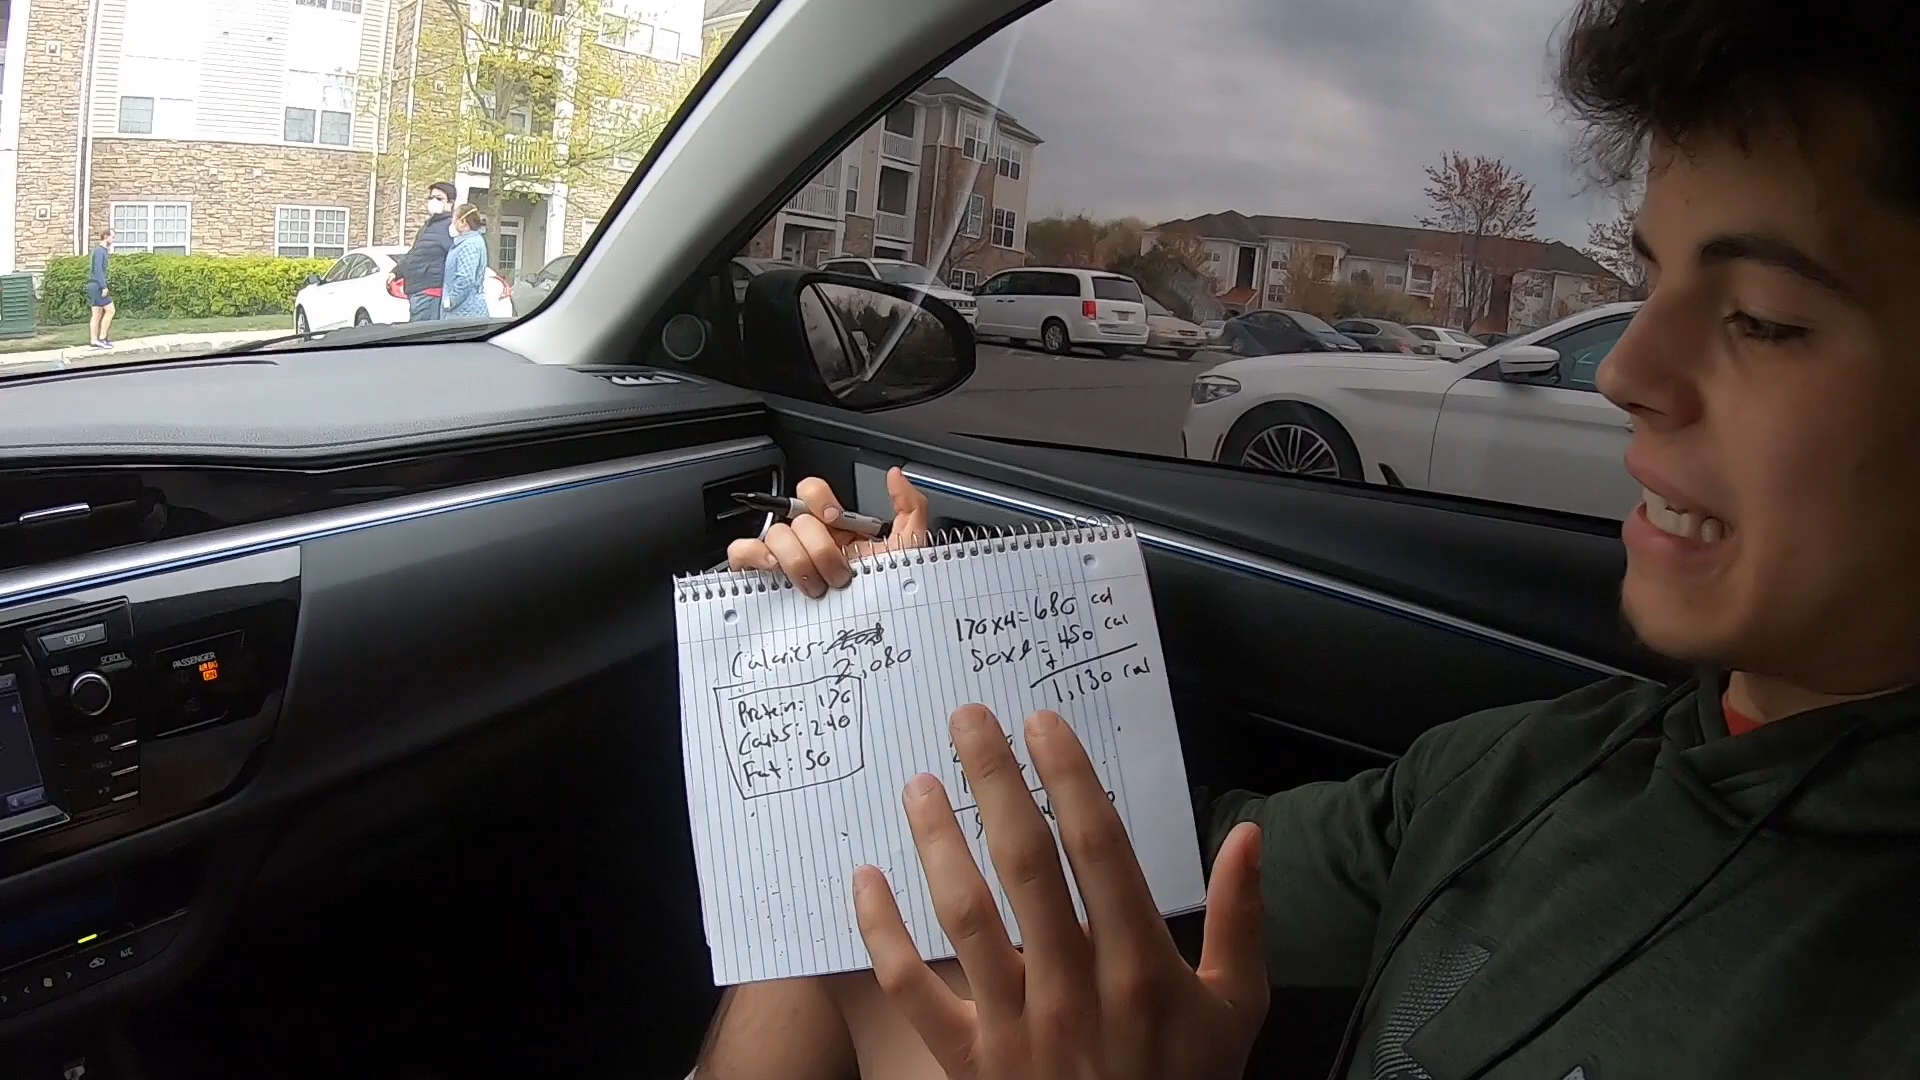 SETUP
TUNE
SCROLL
PASSENGER
AIR BAG
ON
A/C
Calories:
2,080
Protein: 170
Carbs: 240
Fat: 50
170x4=680 cal
50x9=450 cal
+
1,130 cal